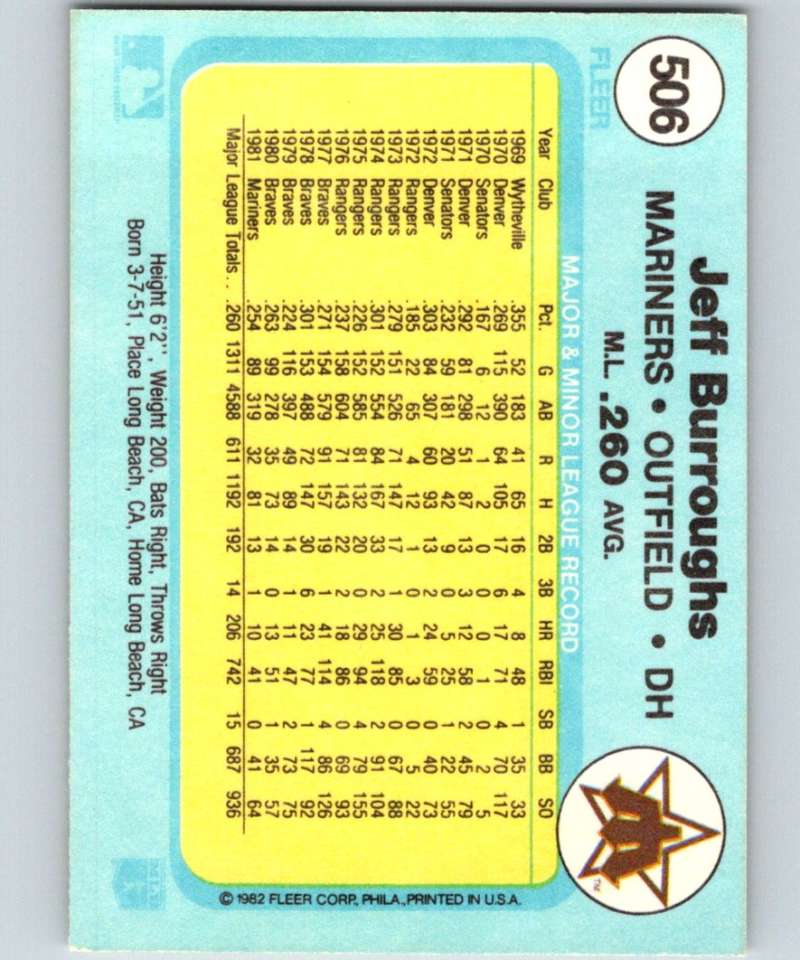 506
FLEER
Jeff Burroughs
MARINERS • OUTFIELD • DH
M.L. .260 AVG.
MAJOR & MINOR LEAGUE RECORD
Year Club Pct. G AB R H 2B 3B HR RBI SB BB SO
1969 Wytheville .355 52 183 41 65 16 4 8 48 1 35 33
1970 Denver .269 115 390 64 105 17 6 17 71 4 70 117
1970 Senators .167 6 12 1 2 0 0 0 1 0 2 5
1971 Denver .292 81 298 51 87 13 3 12 58 2 45 79
1971 Senators .232 59 181 20 42 9 0 5 25 1 22 55
1972 Denver .303 84 307 60 93 13 2 24 59 0 40 73
1972 Rangers .185 22 65 4 12 1 0 1 3 0 5 22
1973 Rangers .279 151 526 71 147 17 1 30 85 0 67 88
1974 Rangers .301 152 554 84 167 33 2 25 118 2 91 104
1975 Rangers .226 152 585 81 132 20 0 29 94 4 79 155
1976 Rangers .237 158 604 71 143 22 2 18 86 0 69 93
1977 Braves .271 154 579 91 157 19 1 41 114 4 86 126
1978 Braves .301 153 488 72 147 30 6 23 77 1 117 92
1979 Braves .224 116 397 49 89 14 1 11 47 2 73 75
1980 Braves .263 99 278 35 73 14 0 13 51 1 35 57
1981 Mariners .254 89 319 32 81 13 1 10 41 0 41 64
Major League Totals . . .260 1311 4588 611 1192 192 14 206 742 15 687 936
Height 6'2'', Weight 200, Bats Right, Throws Right
Born 3-7-51, Place Long Beach, CA, Home Long Beach, CA
TM
© 1982 FLEER CORP., PHILA., PRINTED IN U.S.A.